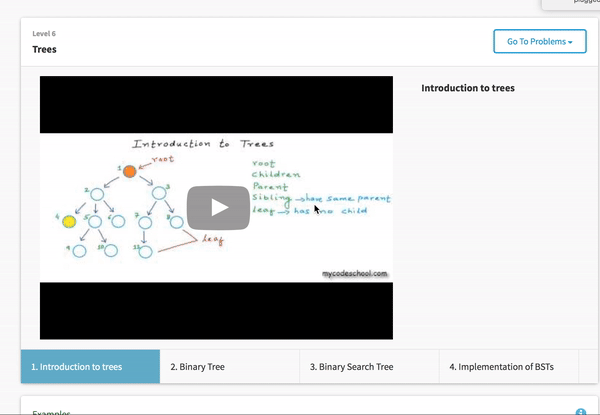 Level 6
Trees
Go To Problems
Introduction to trees
Introduction to Trees
root
1
2
3
4
5
6
7
8
9
10
11
leaf
root
Children
Parent
Sibling → have same parent
leaf → has no child
mycodeschool.com
1. Introduction to trees
2. Binary Tree
3. Binary Search Tree
4. Implementation of BSTs
Examples